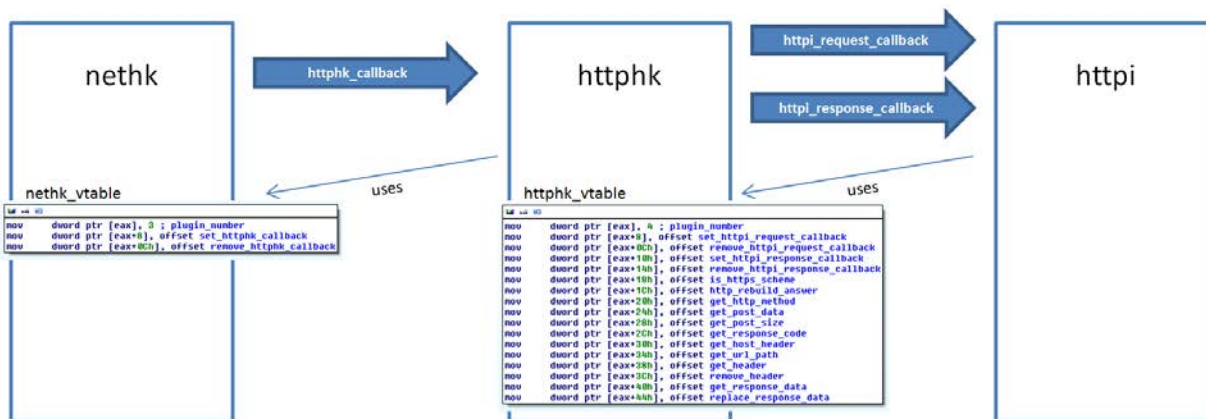 nethk
httphk_callback
httphk
httpi_request_callback
httpi_response_callback
httpi
uses
uses
nethk_vtable
mov dword ptr [eax], 3 ; plugin_number
mov dword ptr [eax+8], offset set_httphk_callback
mov dword ptr [eax+0Ch], offset remove_httphk_callback
httphk_vtable
mov dword ptr [eax], 4 ; plugin_number
mov dword ptr [eax+8], offset set_httpi_request_callback
mov dword ptr [eax+0Ch], offset remove_httpi_request_callback
mov dword ptr [eax+10h], offset set_httpi_response_callback
mov dword ptr [eax+14h], offset remove_httpi_response_callback
mov dword ptr [eax+18h], offset is_https_scheme
mov dword ptr [eax+1Ch], offset http_rebuild_answer
mov dword ptr [eax+20h], offset get_http_method
mov dword ptr [eax+24h], offset get_post_data
mov dword ptr [eax+28h], offset get_post_size
mov dword ptr [eax+2Ch], offset get_response_code
mov dword ptr [eax+30h], offset get_host_header
mov dword ptr [eax+34h], offset get_url_path
mov dword ptr [eax+38h], offset get_header
mov dword ptr [eax+3Ch], offset remove_header
mov dword ptr [eax+40h], offset get_response_data
mov dword ptr [eax+44h], offset replace_response_data